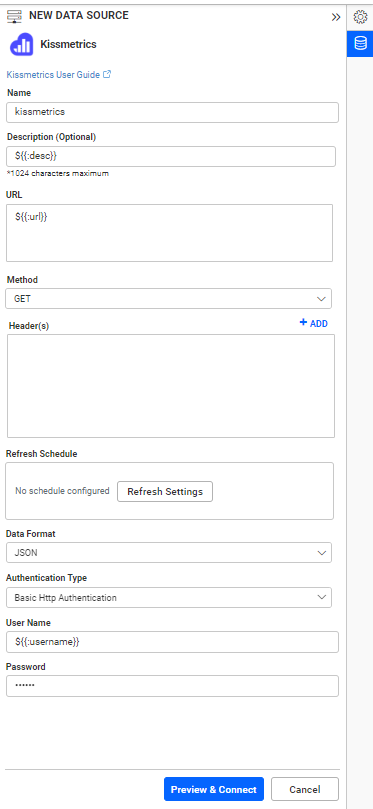 NEW DATA SOURCE
Kissmetrics
Kissmetrics User Guide
Name
kissmetrics
Description (Optional)
${{:desc}}
*1024 characters maximum
URL
${{:url}}
Method
GET
Header(s)
+ ADD
Refresh Schedule
No schedule configured
Refresh Settings
Data Format
JSON
Authentication Type
Basic Http Authentication
User Name
${{:username}}
Password
••••••
Preview & Connect
Cancel